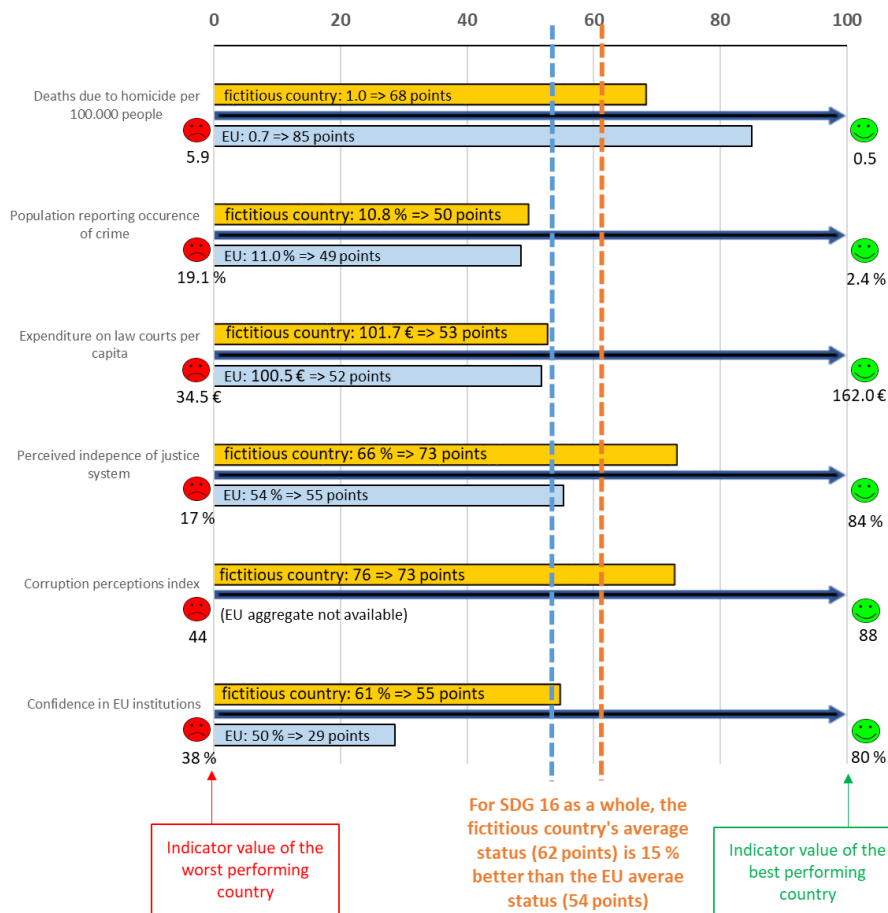 0 20 40 60 80 100
Deaths due to homicide per
100.000 people
fictitious country: 1.0 => 68 points
EU: 0.7 => 85 points
5.9
0.5
Population reporting occurence
of crime
fictitious country: 10.8 % => 50 points
EU: 11.0 % => 49 points
19.1 %
2.4 %
Expenditure on law courts per
capita
fictitious country: 101.7 € => 53 points
EU: 100.5 € => 52 points
34.5 €
162.0 €
Perceived indepence of justice
system
fictitious country: 66 % => 73 points
EU: 54 % => 55 points
17 %
84 %
Corruption perceptions index
fictitious country: 76 => 73 points
(EU aggregate not available)
44
88
Confidence in EU institutions
fictitious country: 61 % => 55 points
EU: 50 % => 29 points
38 %
80 %
Indicator value of the
worst performing
country
For SDG 16 as a whole, the
fictitious country's average
status (62 points) is 15 %
better than the EU averae
status (54 points)
Indicator value of the
best performing
country